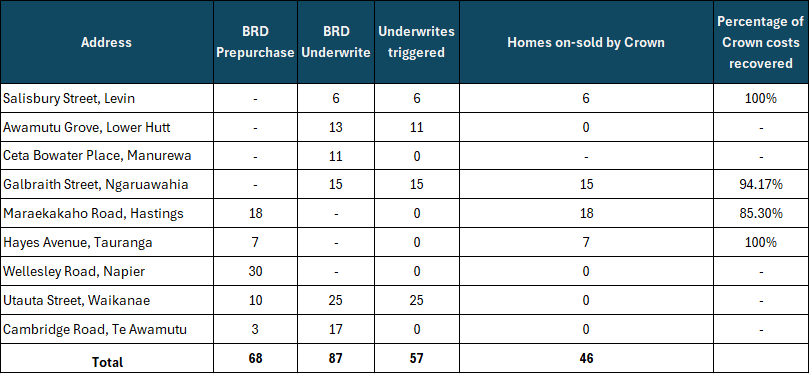 Address BRD Prepurchase BRD Underwrite Underwrites triggered Homes on-sold by Crown Percentage of Crown costs recovered
Salisbury Street, Levin - 6 6 6 100%
Awamutu Grove, Lower Hutt - 13 11 0 -
Ceta Bowater Place, Manurewa - 11 0 - -
Galbraith Street, Ngaruawahia - 15 15 15 94.17%
Maraekakaho Road, Hastings 18 - 0 18 85.30%
Hayes Avenue, Tauranga 7 - 0 7 100%
Wellesley Road, Napier 30 - 0 0 -
Utauta Street, Waikanae 10 25 25 0 -
Cambridge Road, Te Awamutu 3 17 0 0 -
Total 68 87 57 46